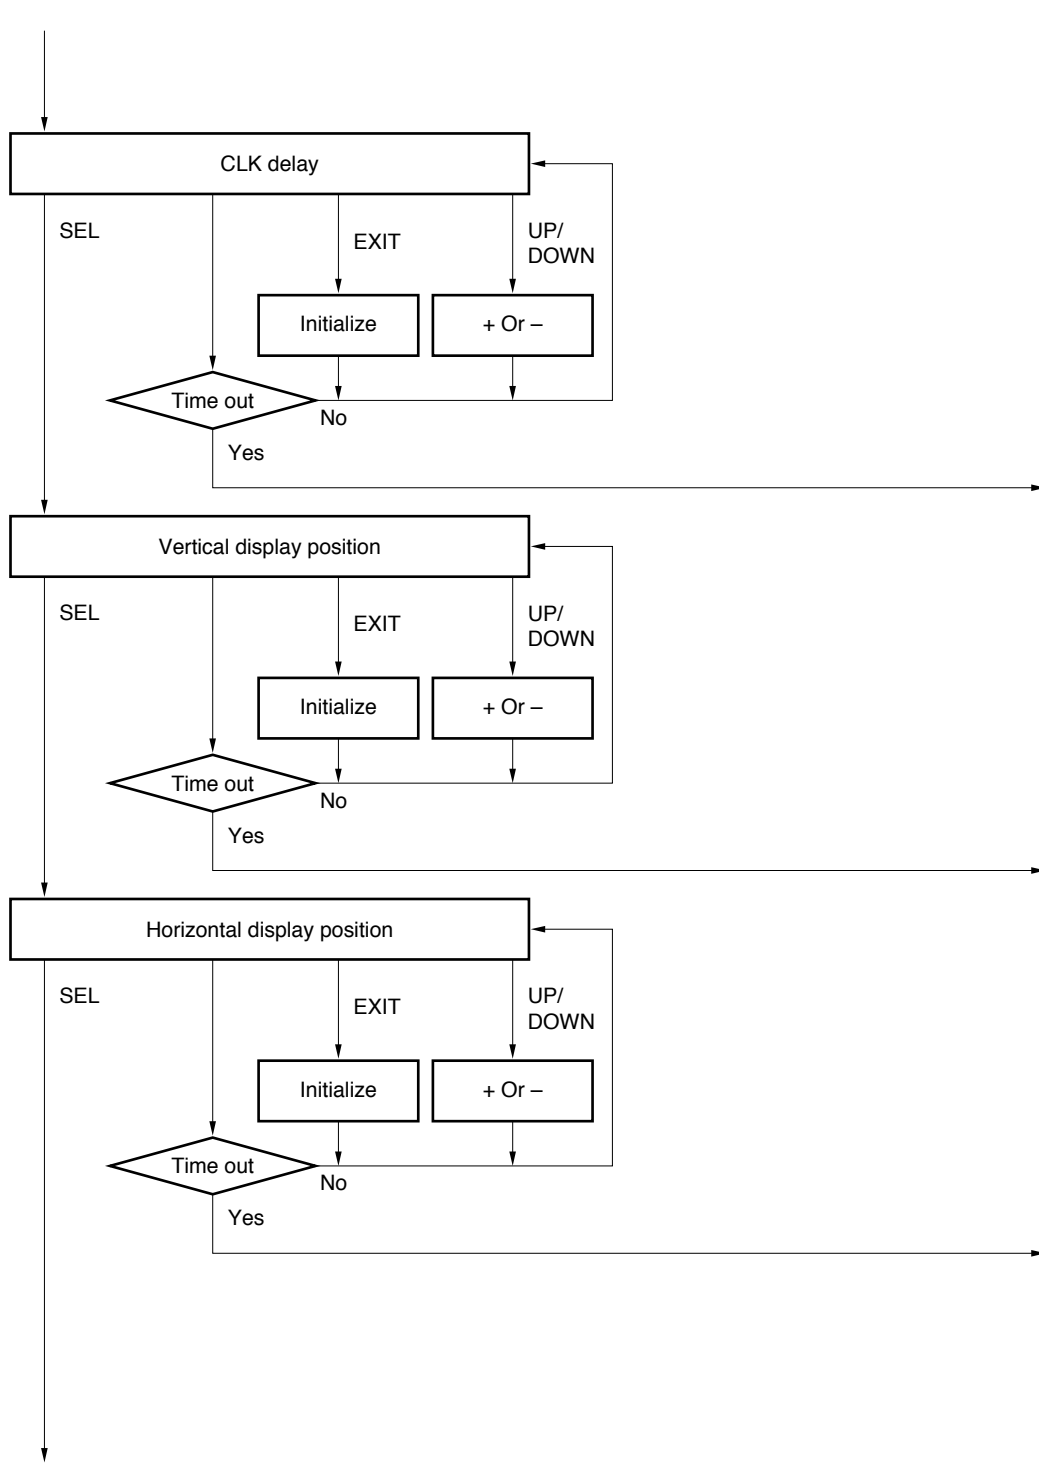 CLK delay
SEL
EXIT
UP/
DOWN
Initialize
+ Or –
Time out
No
Yes
Vertical display position
SEL
EXIT
UP/
DOWN
Initialize
+ Or –
Time out
No
Yes
Horizontal display position
SEL
EXIT
UP/
DOWN
Initialize
+ Or –
Time out
No
Yes